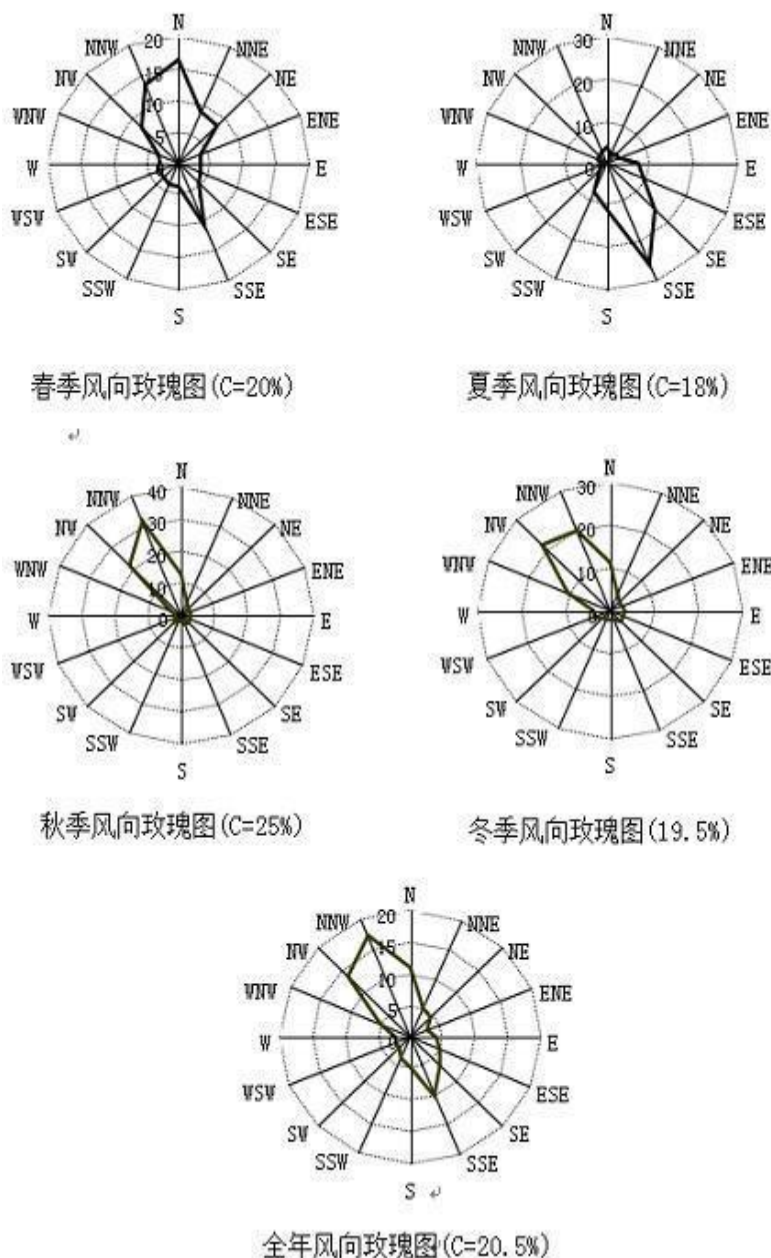 N
NNE
NE
ENE
E
ESE
SE
SSE
S
SSW
SW
WSW
W
WNW
NW
NNW
20
15
10
5
0
春季风向玫瑰图(C=20%)
N
NNE
NE
ENE
E
ESE
SE
SSE
S
SSW
SW
WSW
W
WNW
NW
NNW
30
20
10
0
夏季风向玫瑰图(C=18%)
N
NNE
NE
ENE
E
ESE
SE
SSE
S
SSW
SW
WSW
W
WNW
NW
NNW
40
30
20
10
0
秋季风向玫瑰图(C=25%)
N
NNE
NE
ENE
E
ESE
SE
SSE
S
SSW
SW
WSW
W
WNW
NW
NNW
30
20
10
0
冬季风向玫瑰图(19.5%)
N
NNE
NE
ENE
E
ESE
SE
SSE
S
SSW
SW
WSW
W
WNW
NW
NNW
20
15
10
5
0
全年风向玫瑰图(C=20.5%)